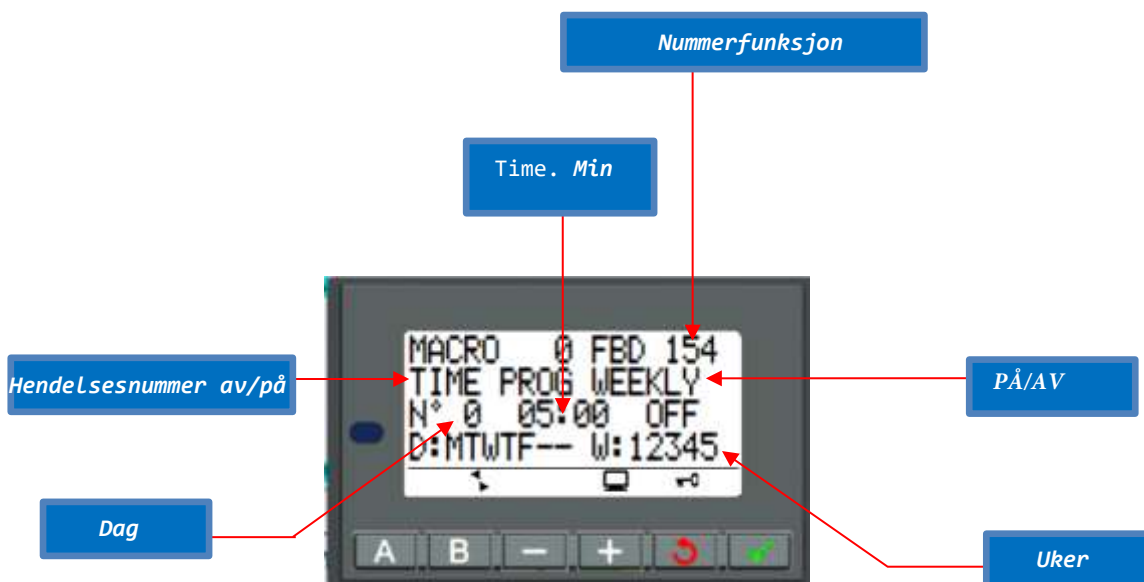 Nummerfunksjon
Time. Min
MACRO 0 FBD 154
Hendelsesnummer av/på
TIME PROG WEEKLY
PÅ/AV
N° 0 05:00 OFF
D:MTWTF-- W:12345
Dag
A B - +
Uker